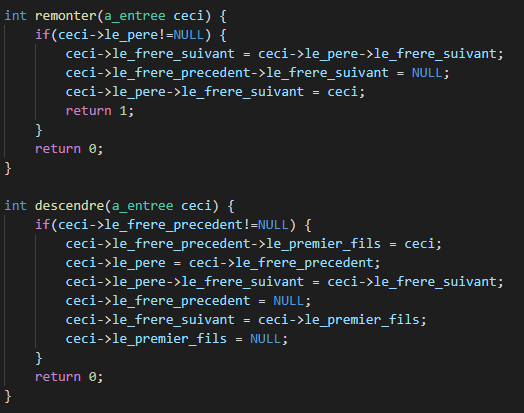 int remonter(a_entree ceci) {
    if(ceci->le_pere!=NULL) {
        ceci->le_frere_suivant = ceci->le_pere->le_frere_suivant;
        ceci->le_frere_precedent->le_frere_suivant = NULL;
        ceci->le_pere->le_frere_suivant = ceci;
        return 1;
    }
    return 0;
}
int descendre(a_entree ceci) {
    if(ceci->le_frere_precedent!=NULL) {
        ceci->le_frere_precedent->le_premier_fils = ceci;
        ceci->le_pere = ceci->le_frere_precedent;
        ceci->le_pere->le_frere_suivant = ceci->le_frere_suivant;
        ceci->le_frere_precedent = NULL;
        ceci->le_frere_suivant = ceci->le_premier_fils;
        ceci->le_premier_fils = NULL;
    }
    return 0;
}